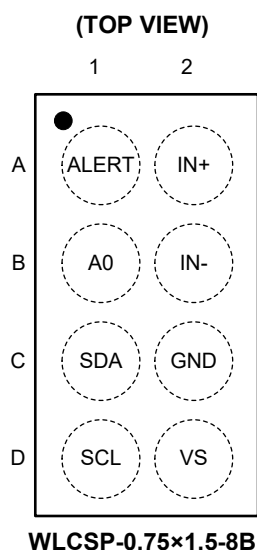 (TOP VIEW)
1 2
A ALERT IN+
B A0 IN-
C SDA GND
D SCL VS
WLCSP-0.75×1.5-8B